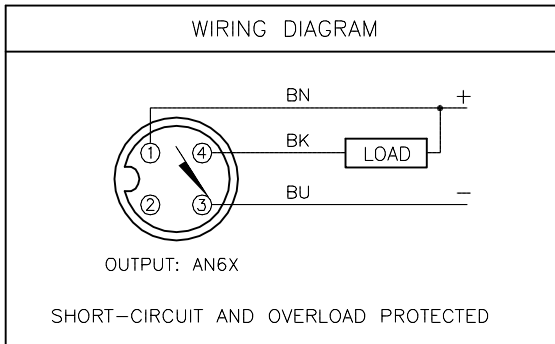 WIRING DIAGRAM
BN
+
1
4
BK
LOAD
2
3
BU
−
OUTPUT: AN6X
SHORT−CIRCUIT AND OVERLOAD PROTECTED